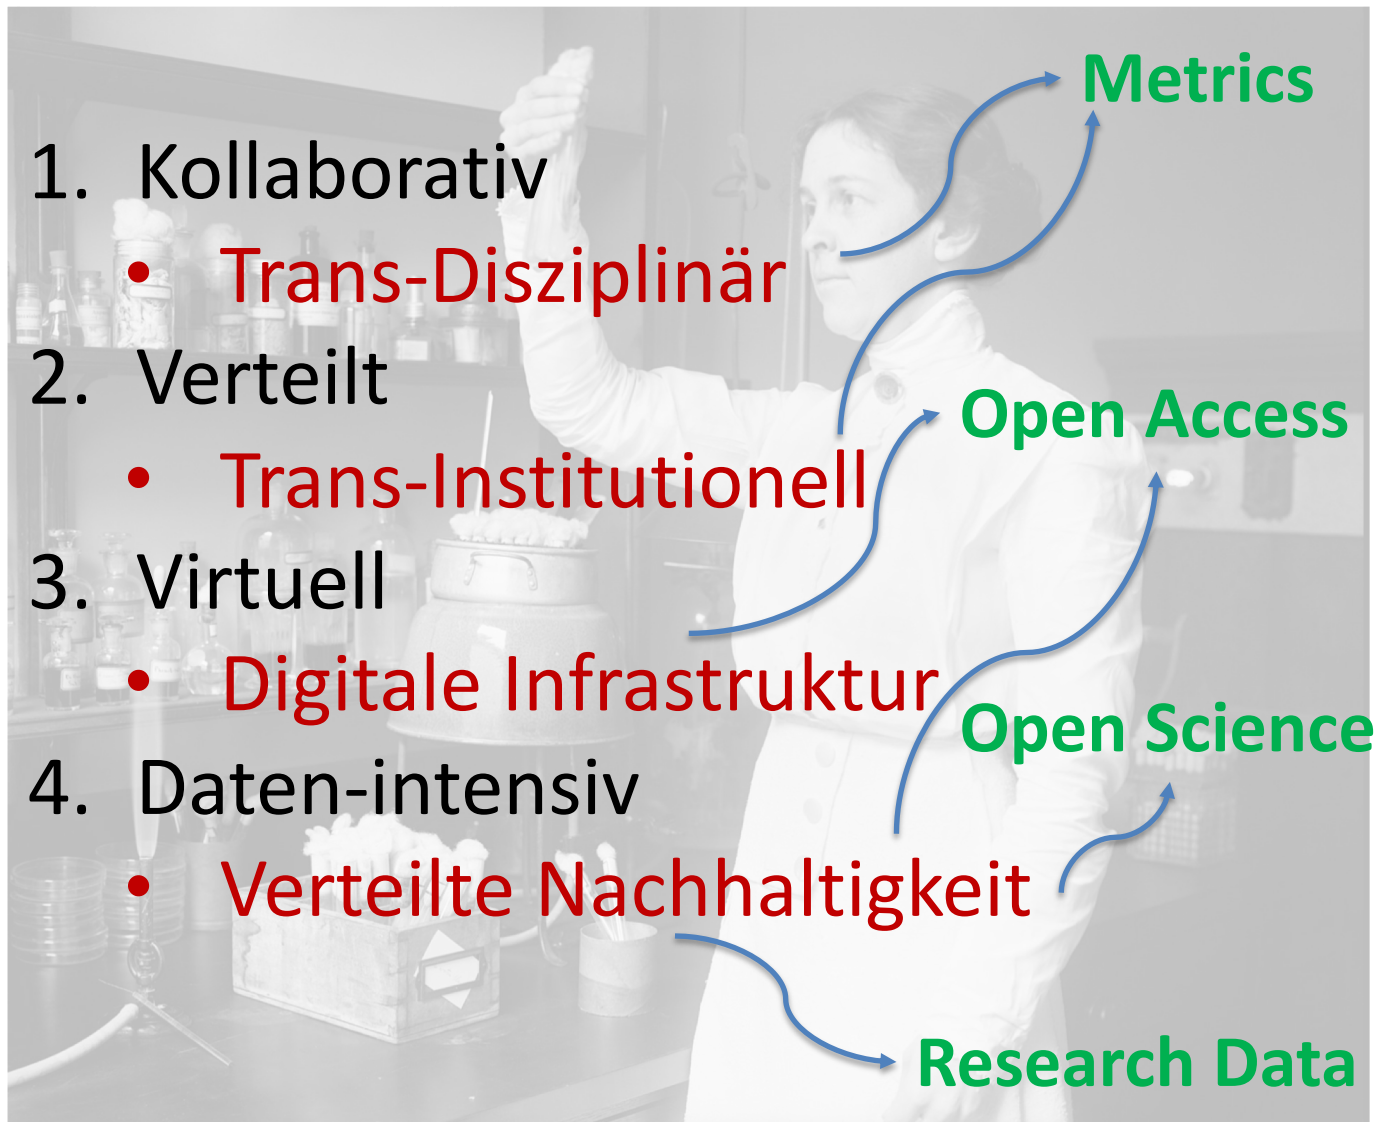 Metrics
1. Kollaborativ
• Trans-Disziplinär
2. Verteilt
Open Access
• Trans-Institutionell
3. Virtuell
• Digitale Infrastruktur
Open Science
4. Daten-intensiv
• Verteilte Nachhaltigkeit
Research Data